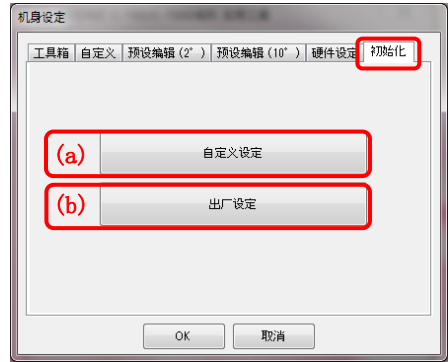 机身设定
工具箱 自定义 预设编辑(2°) 预设编辑(10°) 硬件设定 初始化
(a) 自定义设定
(b) 出厂设定
OK 取消